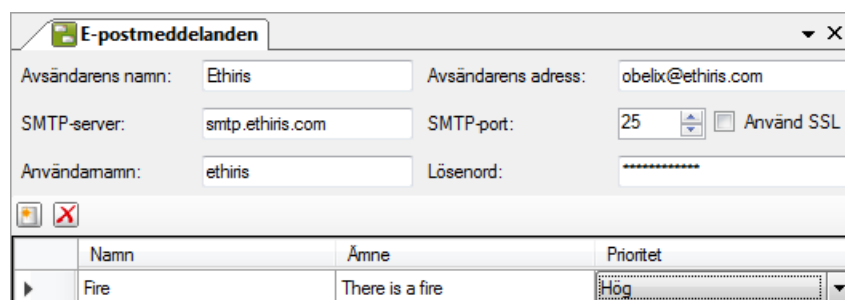 E-postmeddelanden
Avsändarens namn: Ethiris Avsändarens adress: obelix@ethiris.com
SMTP-server: smtp.ethiris.com SMTP-port: 25 Använd SSL
Användarnamn: ethiris Lösenord: ************
Namn Ämne Prioritet
Fire There is a fire Hög